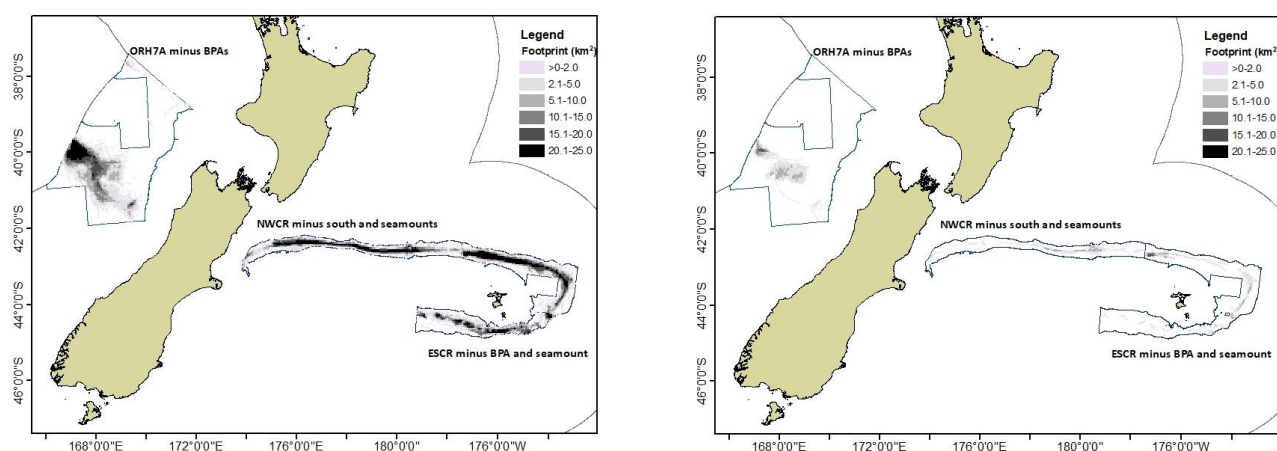 ORH7A minus BPAs
Legend
Footprint (km²)
>0-2.0
2.1-5.0
5.1-10.0
10.1-15.0
15.1-20.0
20.1-25.0
38°0'0"S
40°0'0"S
42°0'0"S
44°0'0"S
46°0'0"S
NWCR minus south and seamounts
ESCR minus BPA and seamount
168°0'0"E
172°0'0"E
176°0'0"E
180°0'0"
176°0'0"W
ORH7A minus BPAs
Legend
Footprint (km²)
>0-2.0
2.1-5.0
5.1-10.0
10.1-15.0
15.1-20.0
20.1-25.0
38°0'0"S
40°0'0"S
42°0'0"S
44°0'0"S
46°0'0"S
NWCR minus south and seamounts
ESCR minus BPA and seamount
168°0'0"E
172°0'0"E
176°0'0"E
180°0'0"
176°0'0"W